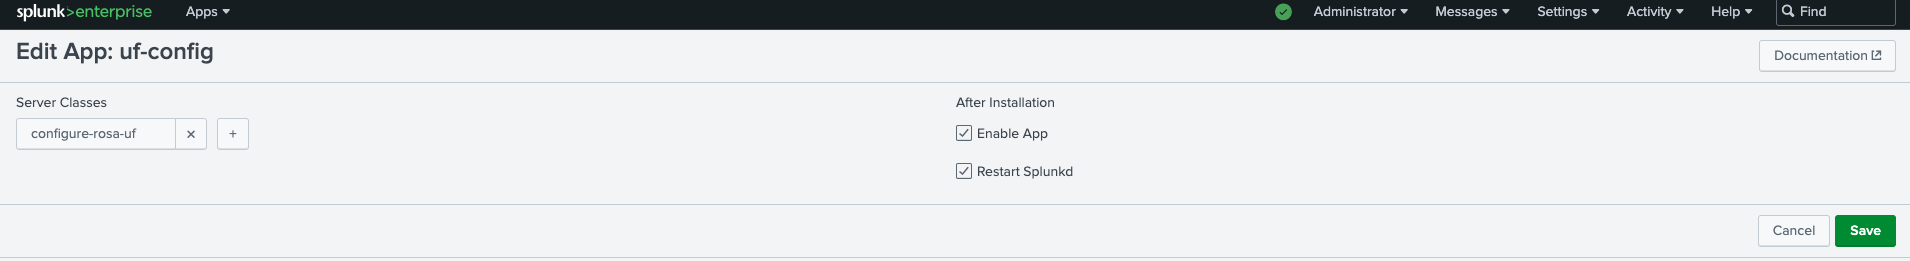 splunk>enterprise Apps Administrator Messages Settings Activity Help Find
Edit App: uf-config
Documentation
Server Classes
After Installation
configure-rosa-uf × +
Enable App
Restart Splunkd
Cancel Save